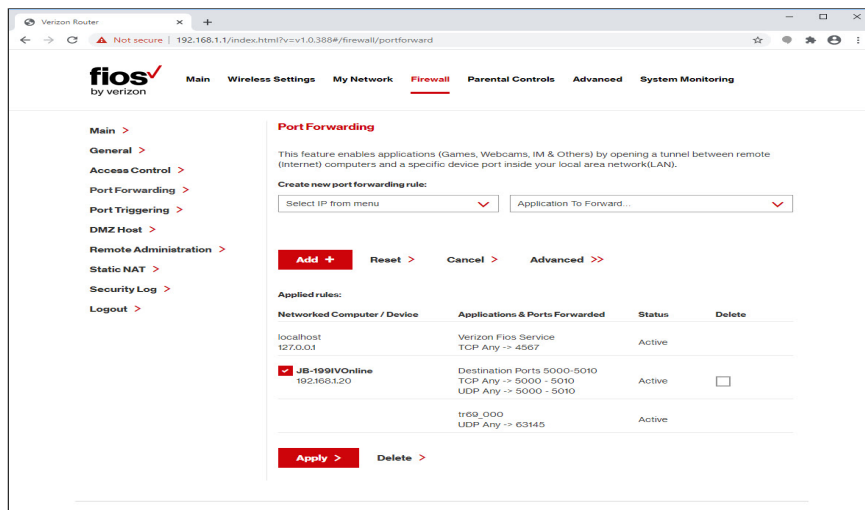 Verizon Router
Not secure | 192.168.1.1/index.html?v=v1.0.388#/firewall/portforward
fios
by verizon
Main Wireless Settings My Network Firewall Parental Controls Advanced System Monitoring
Main >
General >
Access Control >
Port Forwarding >
Port Triggering >
DMZ Host >
Remote Administration >
Static NAT >
Security Log >
Logout >
Port Forwarding
This feature enables applications (Games, Webcams, IM & Others) by opening a tunnel between remote
(Internet) computers and a specific device port inside your local area network(LAN).
Create new port forwarding rule:
Select IP from menu
Application To Forward...
Add +
Reset >
Cancel >
Advanced >>
Applied rules:
Networked Computer / Device Applications & Ports Forwarded Status Delete
localhost
127.0.0.1
Verizon Fios Service
TCP Any -> 4567
Active
JB-199IVOnline
192.168.1.20
Destination Ports 5000-5010
TCP Any -> 5000 - 5010
UDP Any -> 5000 - 5010
Active
tr69_000
UDP Any -> 63145
Active
Apply >
Delete >